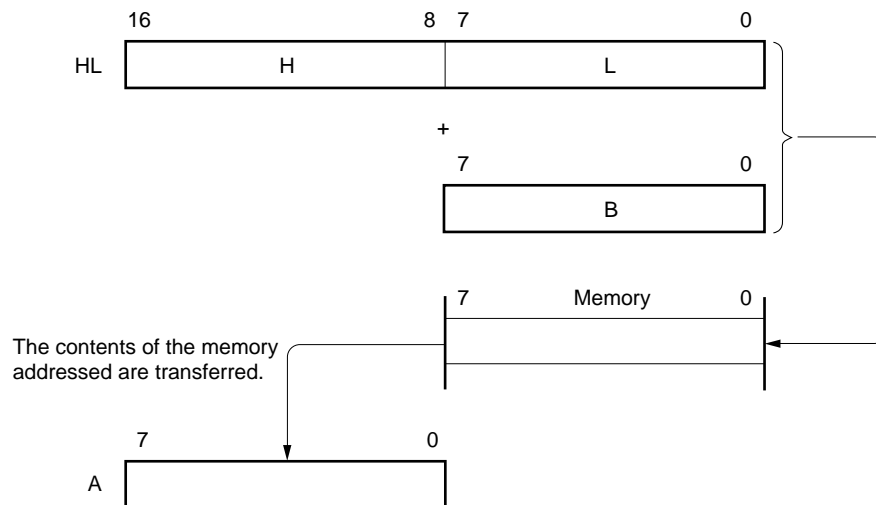 16 8 7 0
HL H L
+
7 0
B
7 Memory 0
The contents of the memory
addressed are transferred.
7 0
A